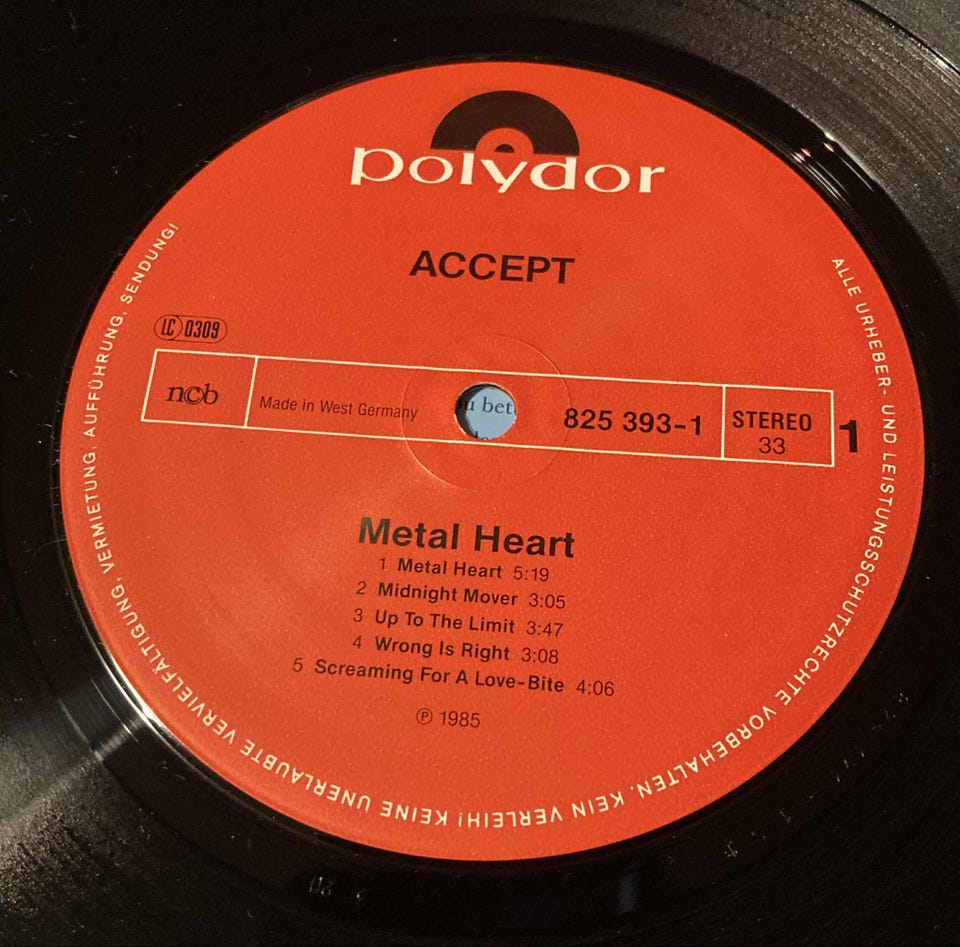 polydor
ACCEPT
LC 0309
ncb
Made in West Germany
u bet
825 393-1
STEREO
33
1
Metal Heart
1 Metal Heart 5:19
2 Midnight Mover 3:05
3 Up To The Limit 3:47
4 Wrong Is Right 3:08
5 Screaming For A Love-Bite 4:06
℗ 1985
ALLE URHEBER- UND LEISTUNGSSCHUTZRECHTE VORBEHALTEN. KEIN VERLEIH! KEINE UNERLAUBTE VERVIELFÄLTIGUNG, VERMIETUNG, AUFFÜHRUNG, SENDUNG!